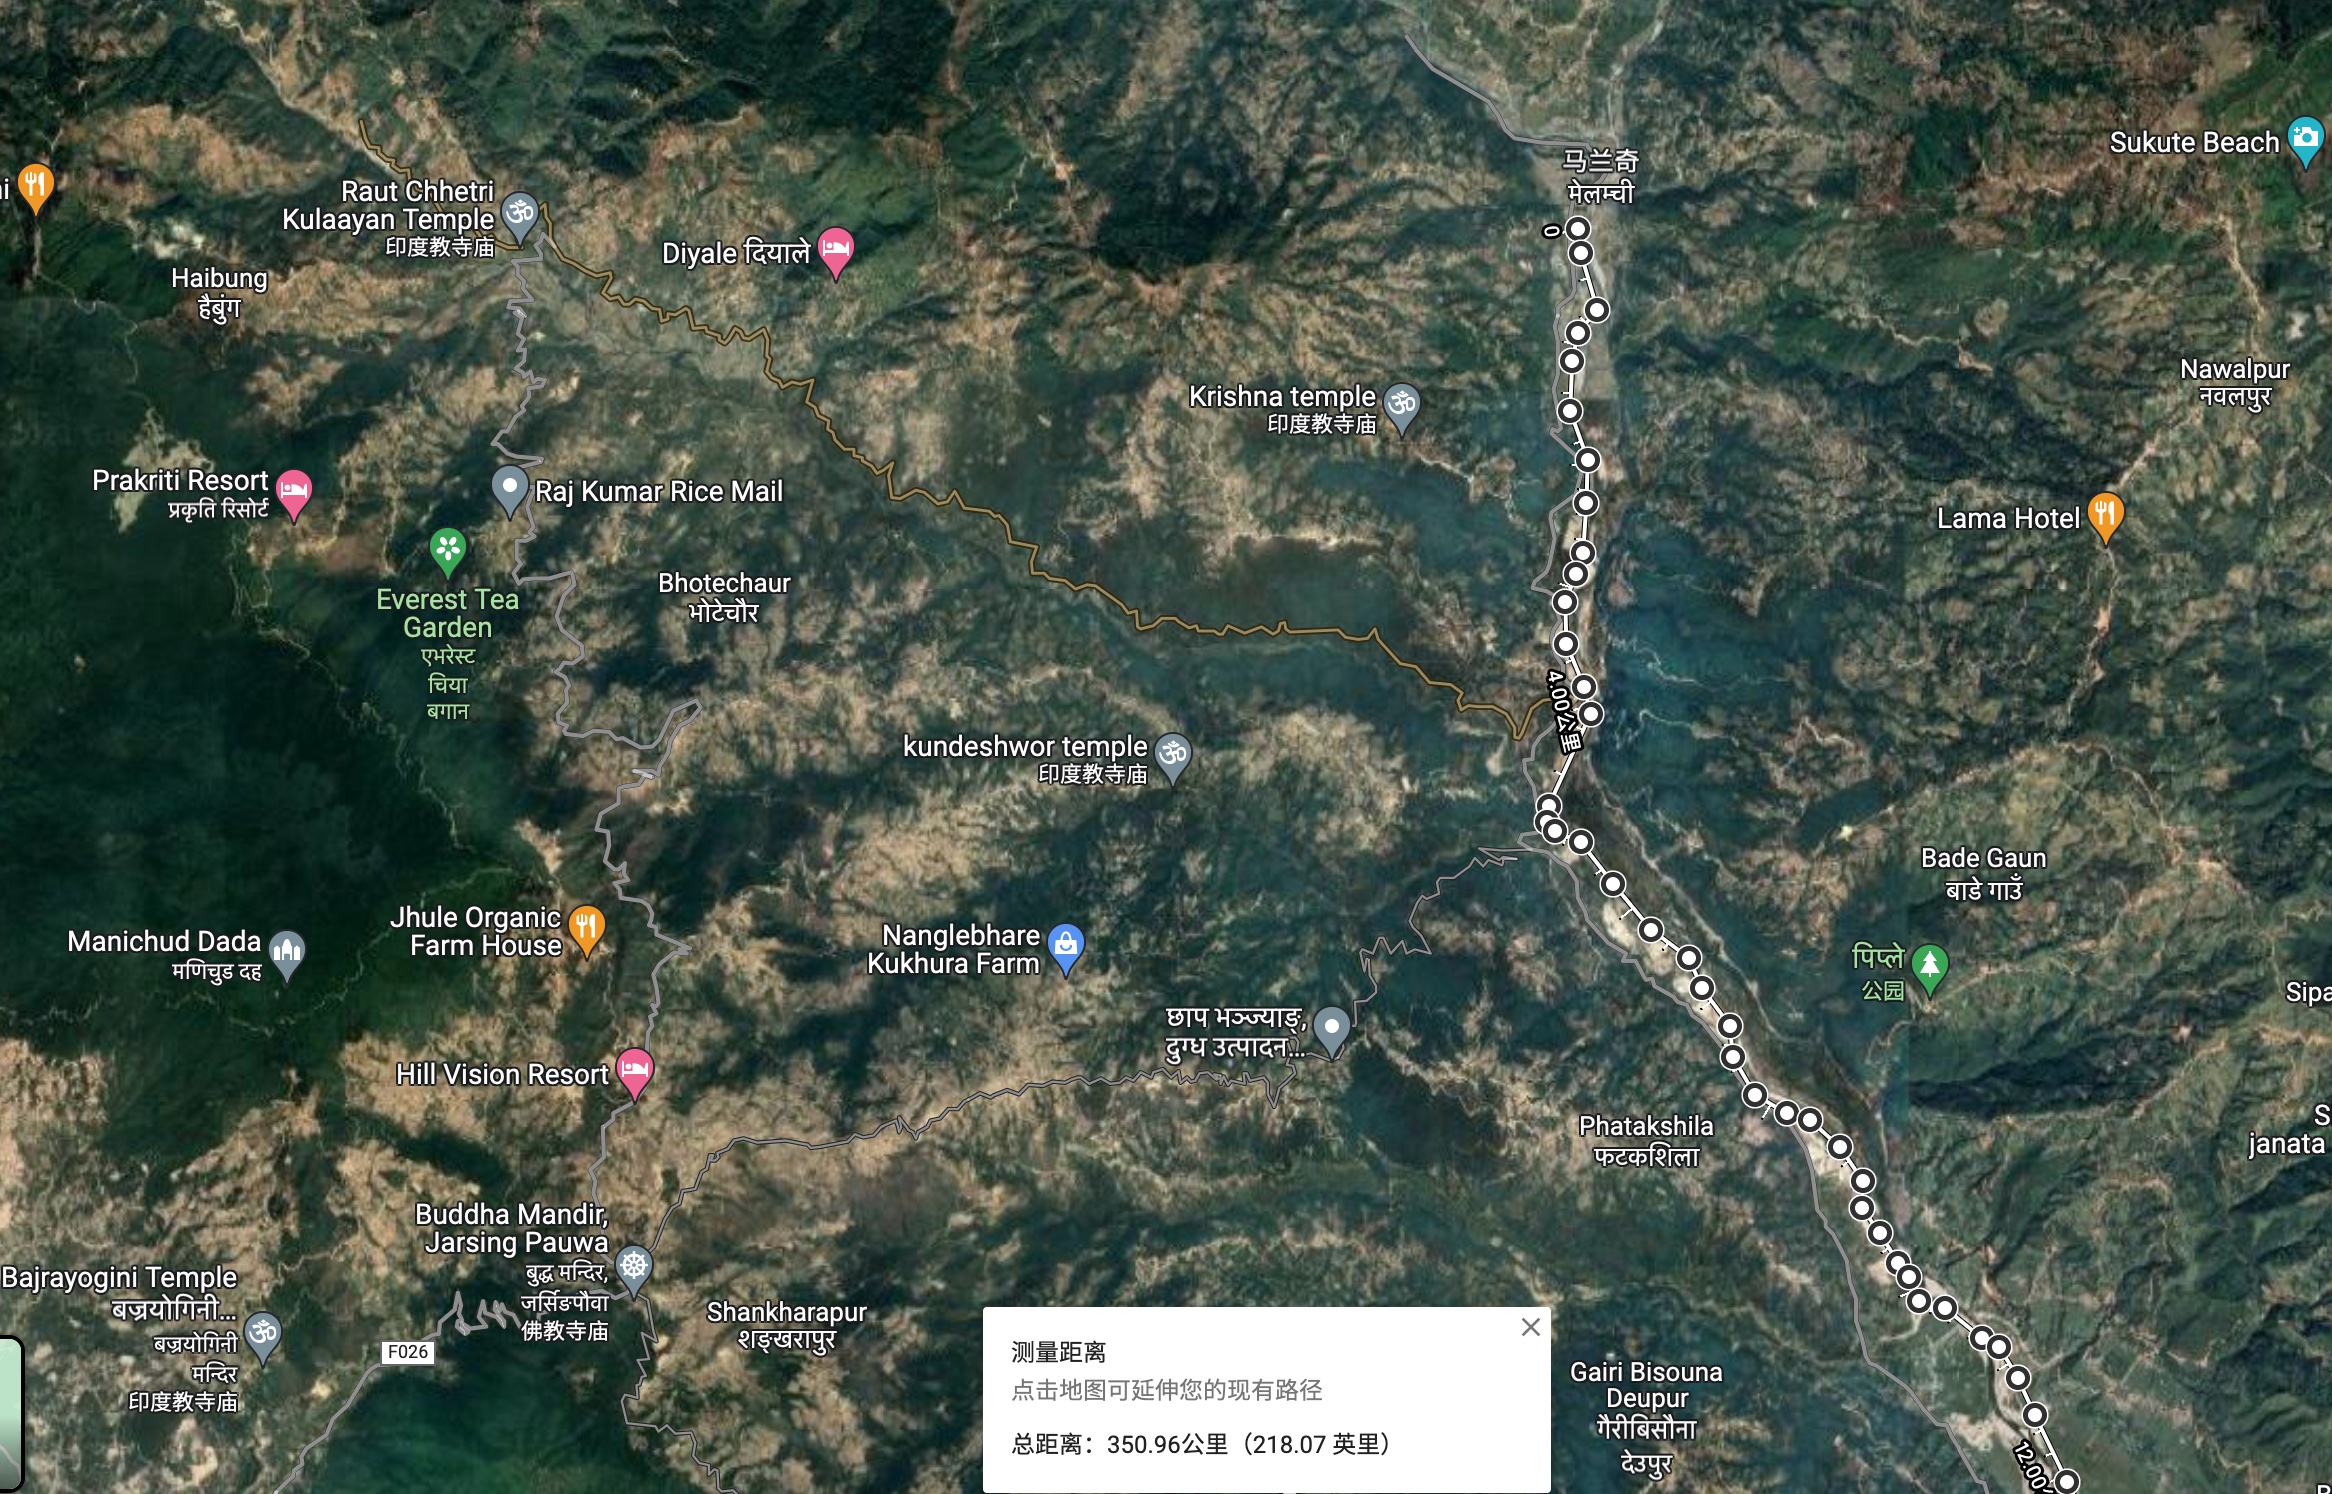 马兰奇
मेलम्ची
Sukute Beach
Raut Chhetri
Kulaayan Temple
印度教寺庙
0
Diyale दियाले
Haibung
हैबुंग
Nawalpur
नवलपुर
Krishna temple
印度教寺庙
Prakriti Resort
प्रकृति रिसोर्ट
Raj Kumar Rice Mail
Lama Hotel
Everest Tea
Garden
एभरेस्ट
चिया
बगान
Bhotechaur
भोटेचौर
4.00公里
kundeshwor temple
印度教寺庙
Bade Gaun
बाडे गाउँ
Jhule Organic
Farm House
Manichud Dada
मणिचुड दह
Nanglebhare
Kukhura Farm
पिप्ले
公园
छाप भञ्ज्याङ्,
दुग्ध उत्पादन...
Hill Vision Resort
janata
Phatakshila
फटकशिला
Buddha Mandir,
Jarsing Pauwa
बुद्ध मन्दिर,
जर्सिङपौवा
佛教寺庙
Bajrayogini Temple
बज्रयोगिनी...
बज्रयोगिनी
मन्दिर
印度教寺庙
F026
Shankharapur
शङ्खरापुर
测量距离
点击地图可延伸您的现有路径
总距离：350.96公里（218.07 英里）
Gairi Bisouna
Deupur
गैरीबिसौना
देउपुर
12.00